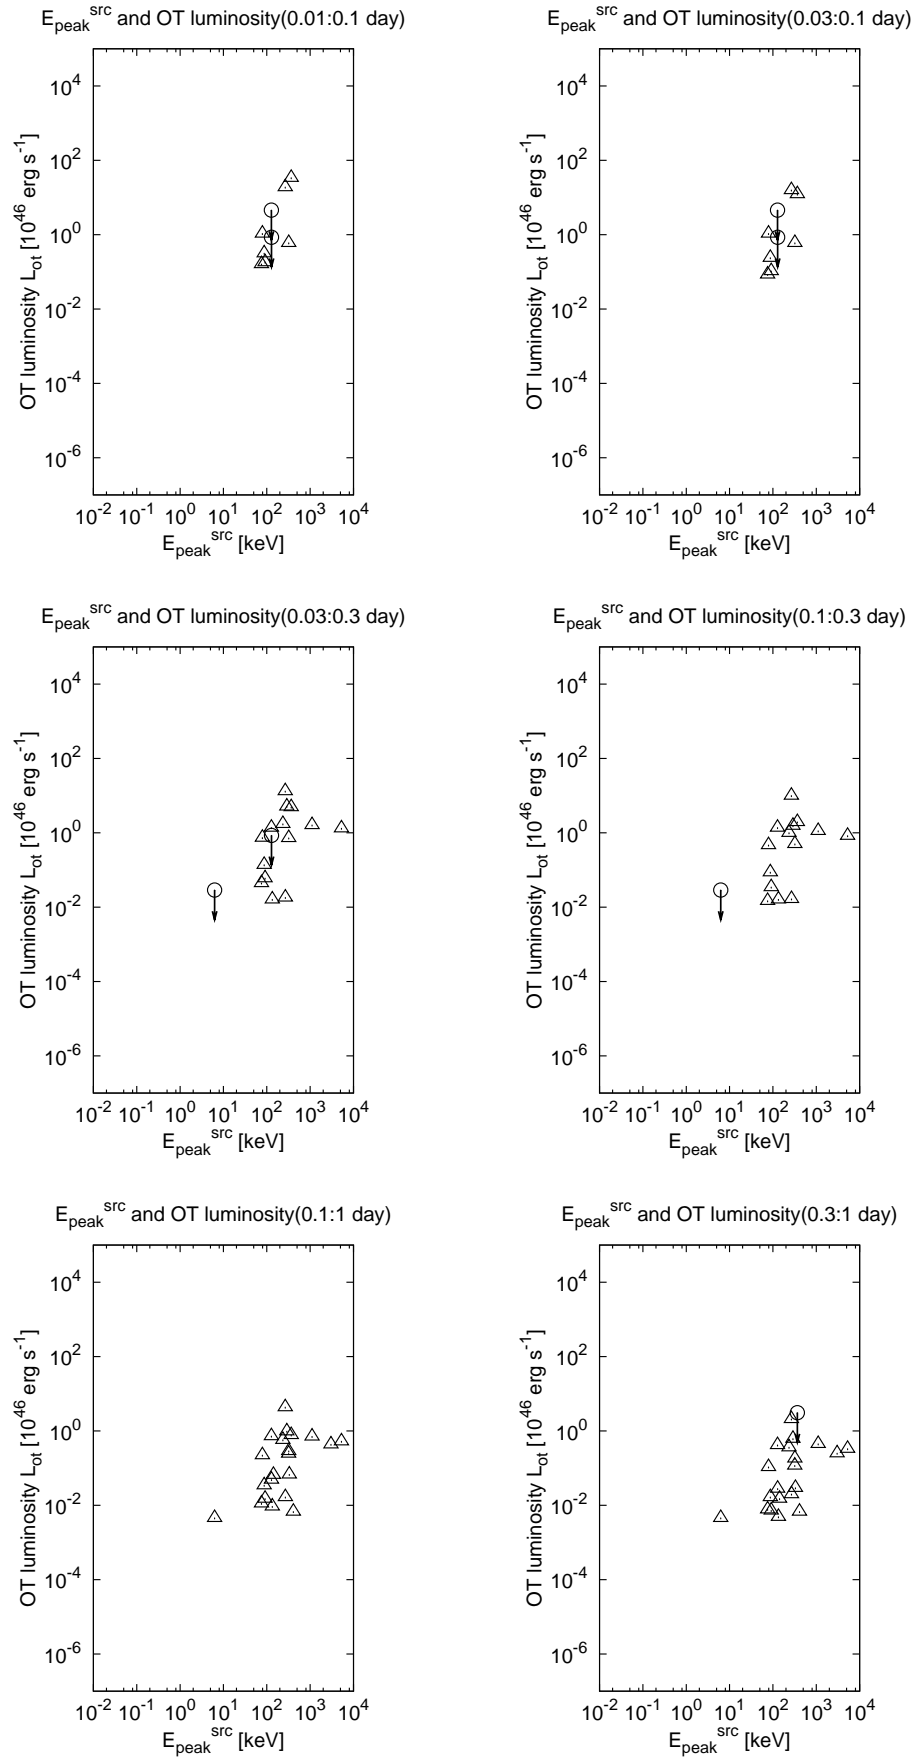 E_peak^src and OT luminosity(0.01:0.1 day)
OT luminosity L_ot [10^46 erg s^-1]
10^4
10^2
10^0
10^-2
10^-4
10^-6
10^-2 10^-1 10^0 10^1 10^2 10^3 10^4
E_peak^src [keV]
E_peak^src and OT luminosity(0.03:0.1 day)
OT luminosity L_ot [10^46 erg s^-1]
10^4
10^2
10^0
10^-2
10^-4
10^-6
10^-2 10^-1 10^0 10^1 10^2 10^3 10^4
E_peak^src [keV]
E_peak^src and OT luminosity(0.03:0.3 day)
OT luminosity L_ot [10^46 erg s^-1]
10^4
10^2
10^0
10^-2
10^-4
10^-6
10^-2 10^-1 10^0 10^1 10^2 10^3 10^4
E_peak^src [keV]
E_peak^src and OT luminosity(0.1:0.3 day)
OT luminosity L_ot [10^46 erg s^-1]
10^4
10^2
10^0
10^-2
10^-4
10^-6
10^-2 10^-1 10^0 10^1 10^2 10^3 10^4
E_peak^src [keV]
E_peak^src and OT luminosity(0.1:1 day)
OT luminosity L_ot [10^46 erg s^-1]
10^4
10^2
10^0
10^-2
10^-4
10^-6
10^-2 10^-1 10^0 10^1 10^2 10^3 10^4
E_peak^src [keV]
E_peak^src and OT luminosity(0.3:1 day)
OT luminosity L_ot [10^46 erg s^-1]
10^4
10^2
10^0
10^-2
10^-4
10^-6
10^-2 10^-1 10^0 10^1 10^2 10^3 10^4
E_peak^src [keV]